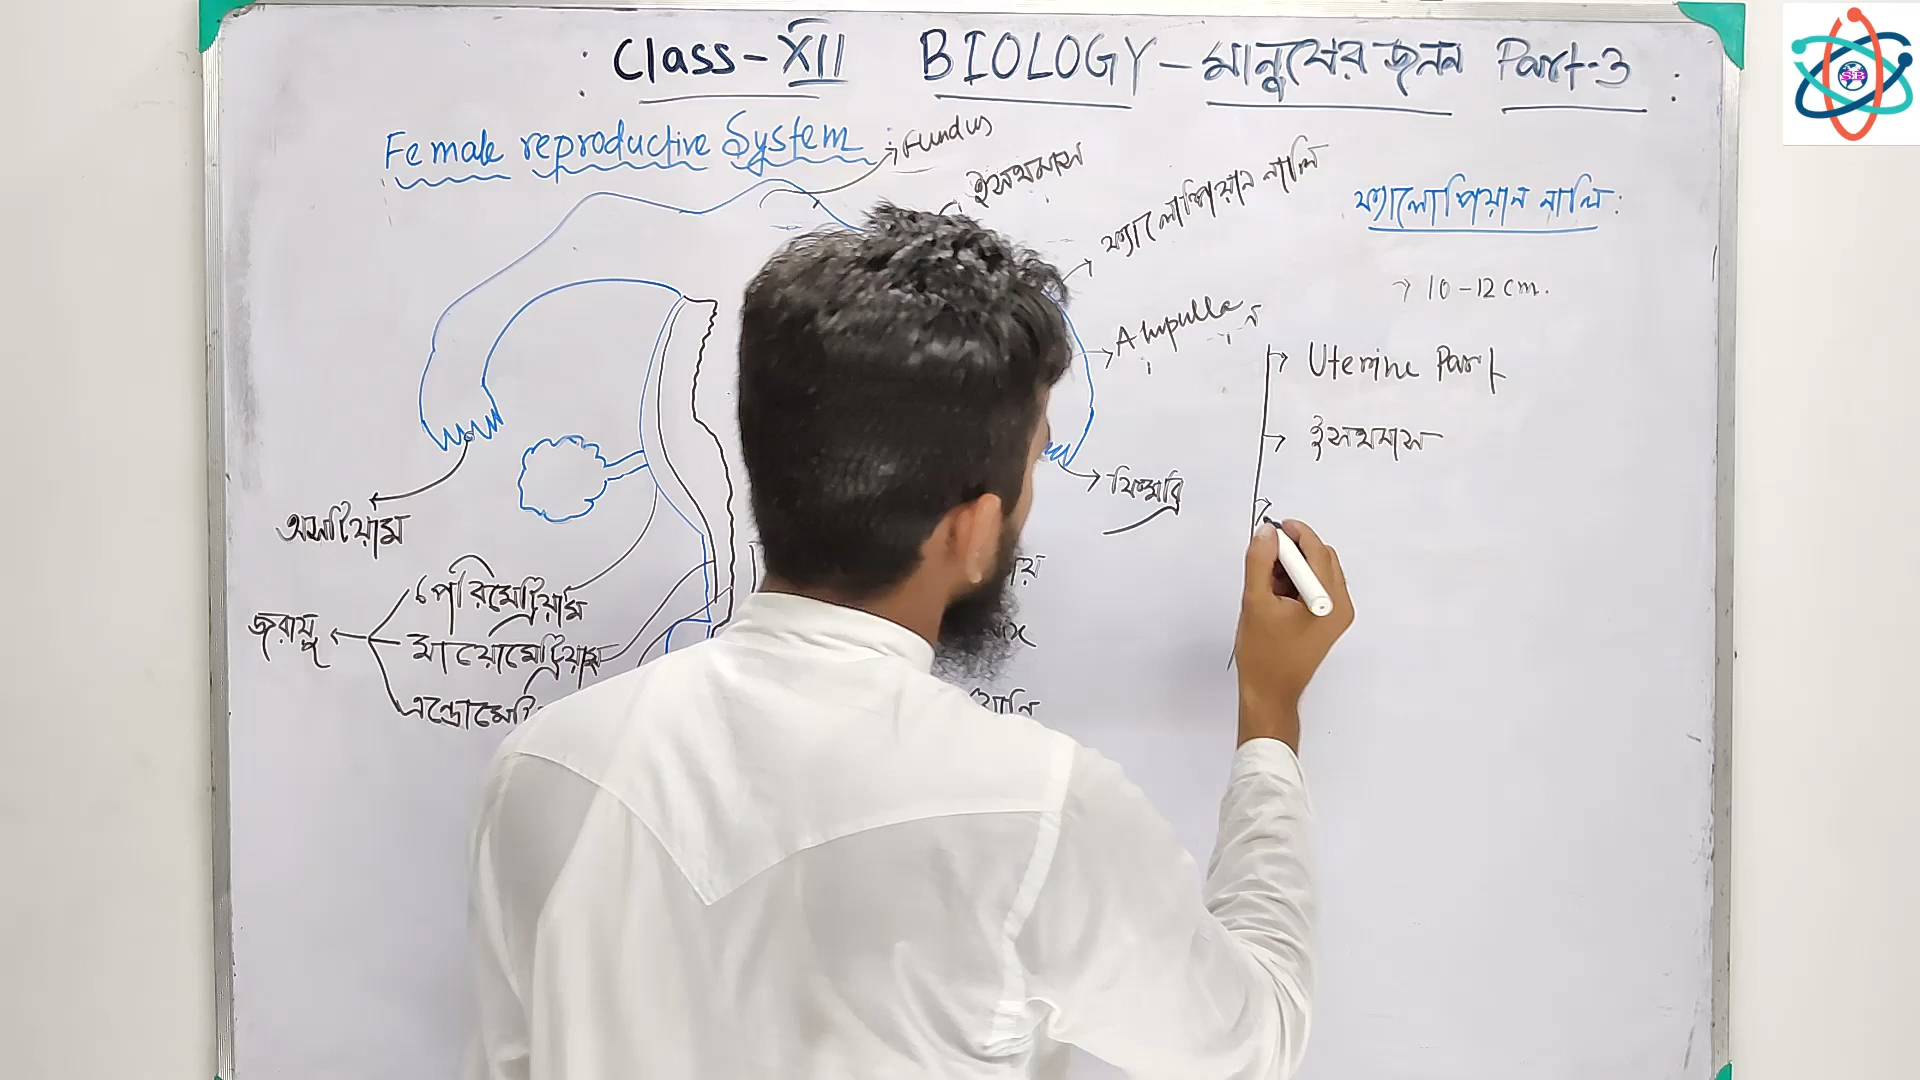 Class-XII BIOLOGY - মানুষের জনন Part-3
Female reproductive System :
Fundus
ইসথমাস
ফ্যালোপিয়ান নালি
Ampulla
ফিম্ব্রি
অসটিয়াম
জরায়ু
পেরিমেট্রিয়াম
মায়োমেট্রিয়াম
ফ্যালোপিয়ান নালি :
→ 10-12 cm.
Uterine Part
ইসথমাস
SB